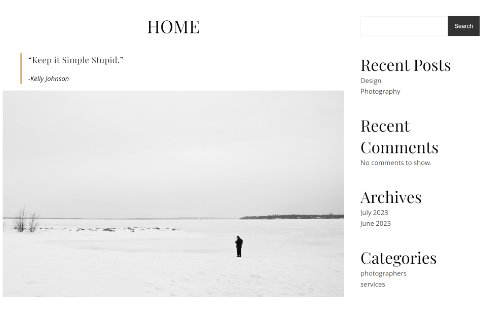 HOME
“Keep it Simple Stupid.”
-Kelly Johnson
Search
Recent Posts
Design
Photography
Recent
Comments
No comments to show.
Archives
July 2023
June 2023
Categories
photographers
services